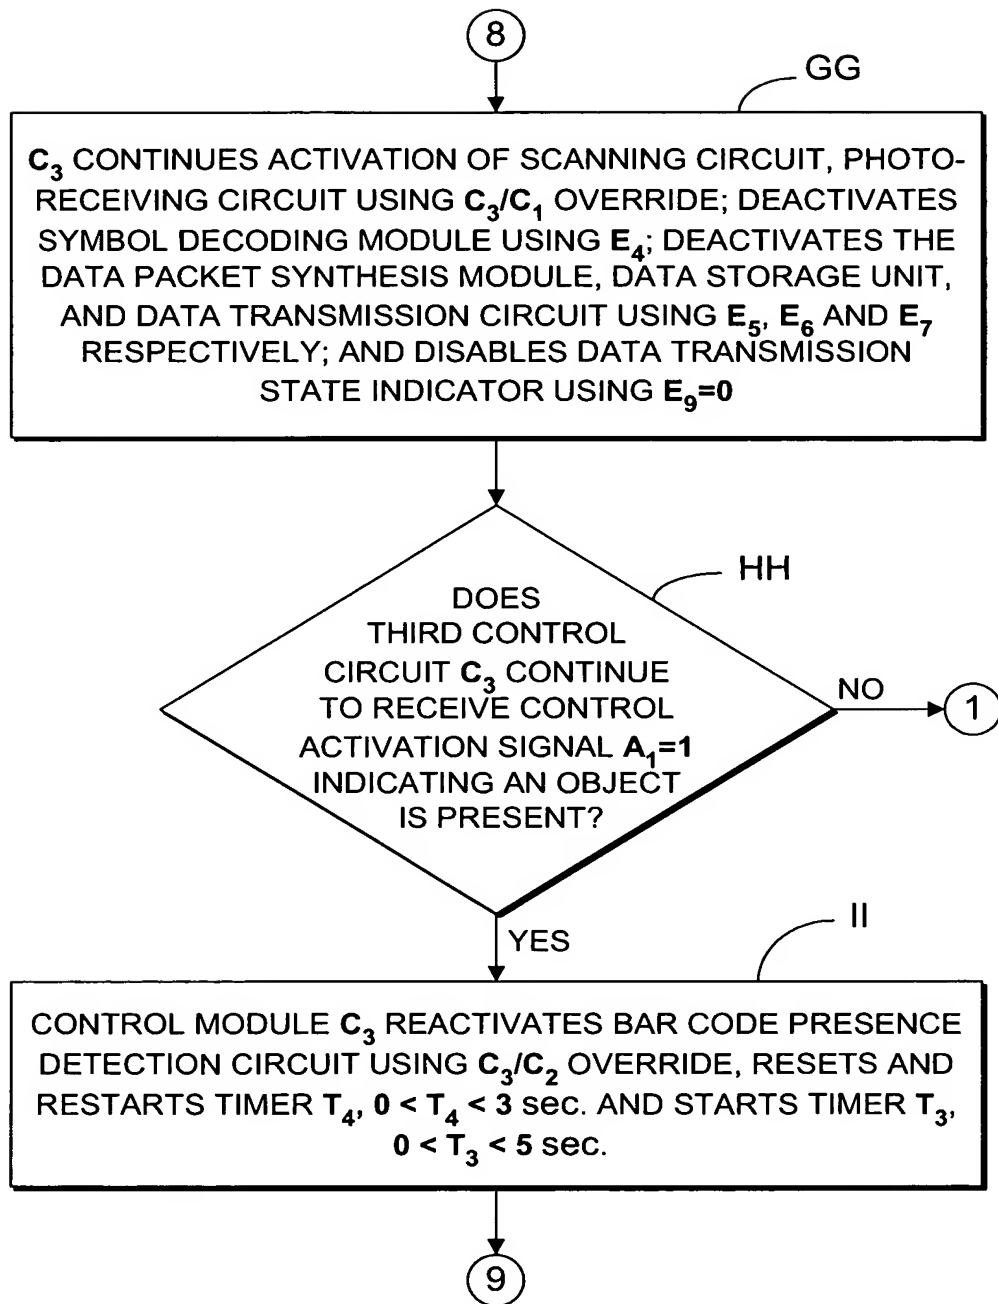 8
GG
C3 CONTINUES ACTIVATION OF SCANNING CIRCUIT, PHOTO-
RECEIVING CIRCUIT USING C3/C1 OVERRIDE; DEACTIVATES
SYMBOL DECODING MODULE USING E4; DEACTIVATES THE
DATA PACKET SYNTHESIS MODULE, DATA STORAGE UNIT,
AND DATA TRANSMISSION CIRCUIT USING E5, E6 AND E7
RESPECTIVELY; AND DISABLES DATA TRANSMISSION
STATE INDICATOR USING E9=0
HH
DOES
THIRD CONTROL
CIRCUIT C3 CONTINUE
TO RECEIVE CONTROL
ACTIVATION SIGNAL A1=1
INDICATING AN OBJECT
IS PRESENT?
NO
1
YES
II
CONTROL MODULE C3 REACTIVATES BAR CODE PRESENCE
DETECTION CIRCUIT USING C3/C2 OVERRIDE, RESETS AND
RESTARTS TIMER T4, 0 < T4 < 3 sec. AND STARTS TIMER T3,
0 < T3 < 5 sec.
9